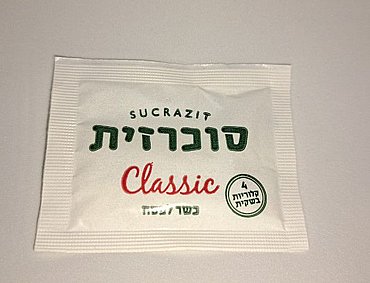 SUCRAZIT
סוכרזית
Classic
4
קלוריות
בשקית
כשר לפסח